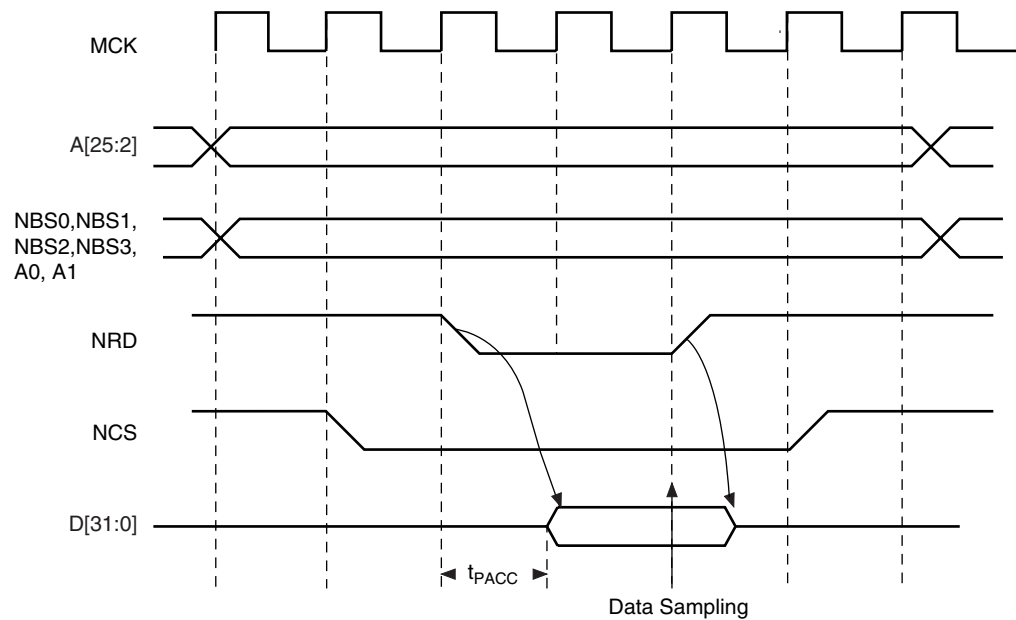 MCK
A[25:2]
NBS0,NBS1,
NBS2,NBS3,
A0, A1
NRD
NCS
D[31:0]
tPACC
Data Sampling